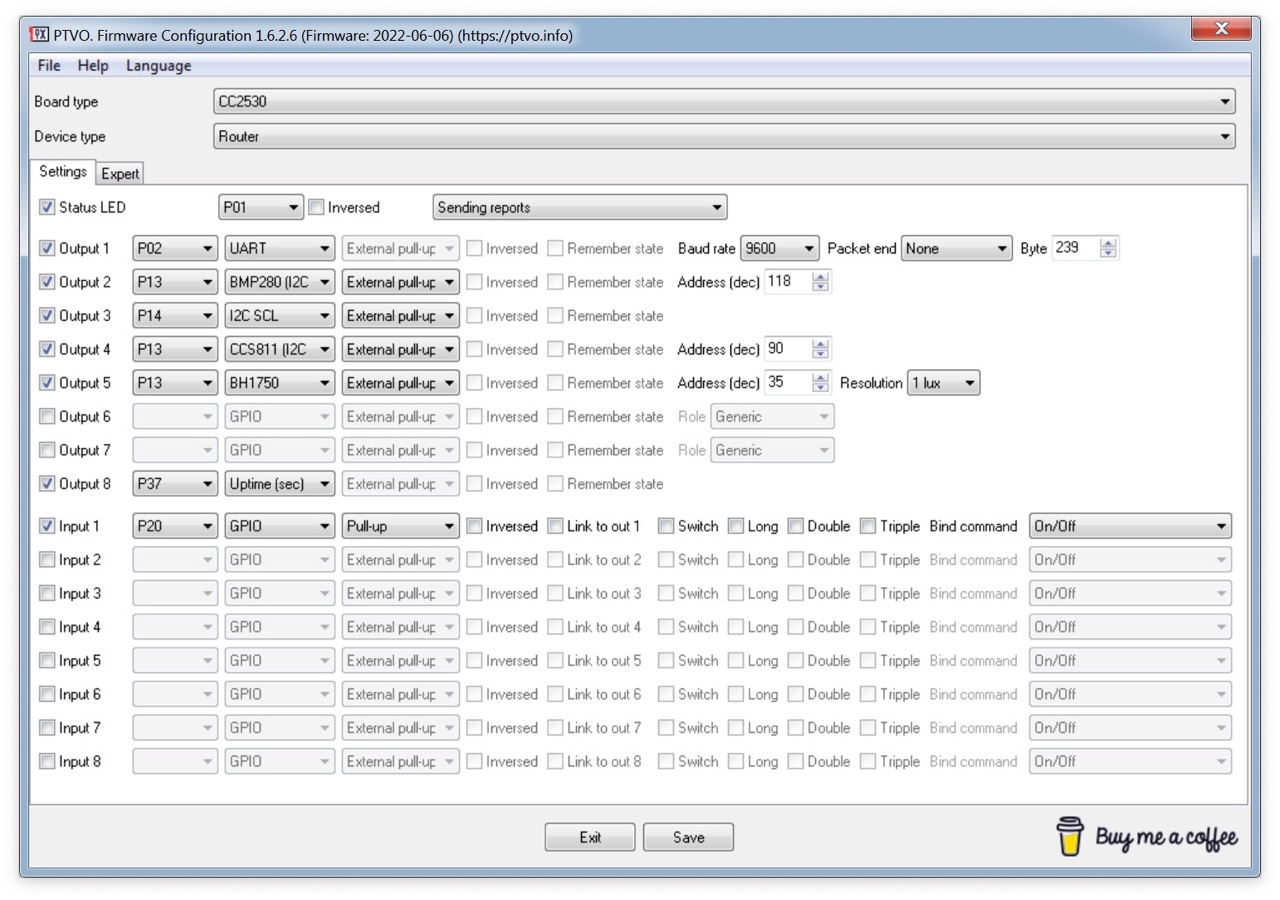 PTVO. Firmware Configuration 1.6.2.6 (Firmware: 2022-06-06) (https://ptvo.info)
File Help Language
Board type CC2530
Device type Router
Settings Expert
Status LED P01 Inversed Sending reports
Output 1 P02 UART External pull-up Inversed Remember state Baud rate 9600 Packet end None Byte 239
Output 2 P13 BMP280 (I2C External pull-up Inversed Remember state Address (dec) 118
Output 3 P14 I2C SCL External pull-up Inversed Remember state
Output 4 P13 CCS811 (I2C External pull-up Inversed Remember state Address (dec) 90
Output 5 P13 BH1750 External pull-up Inversed Remember state Address (dec) 35 Resolution 1 lux
Output 6 GPIO External pull-up Inversed Remember state Role Generic
Output 7 GPIO External pull-up Inversed Remember state Role Generic
Output 8 P37 Uptime (sec) External pull-up Inversed Remember state
Input 1 P20 GPIO Pull-up Inversed Link to out 1 Switch Long Double Tripple Bind command On/Off
Input 2 GPIO External pull-up Inversed Link to out 2 Switch Long Double Tripple Bind command On/Off
Input 3 GPIO External pull-up Inversed Link to out 3 Switch Long Double Tripple Bind command On/Off
Input 4 GPIO External pull-up Inversed Link to out 4 Switch Long Double Tripple Bind command On/Off
Input 5 GPIO External pull-up Inversed Link to out 5 Switch Long Double Tripple Bind command On/Off
Input 6 GPIO External pull-up Inversed Link to out 6 Switch Long Double Tripple Bind command On/Off
Input 7 GPIO External pull-up Inversed Link to out 7 Switch Long Double Tripple Bind command On/Off
Input 8 GPIO External pull-up Inversed Link to out 8 Switch Long Double Tripple Bind command On/Off
Exit Save Buy me a coffee